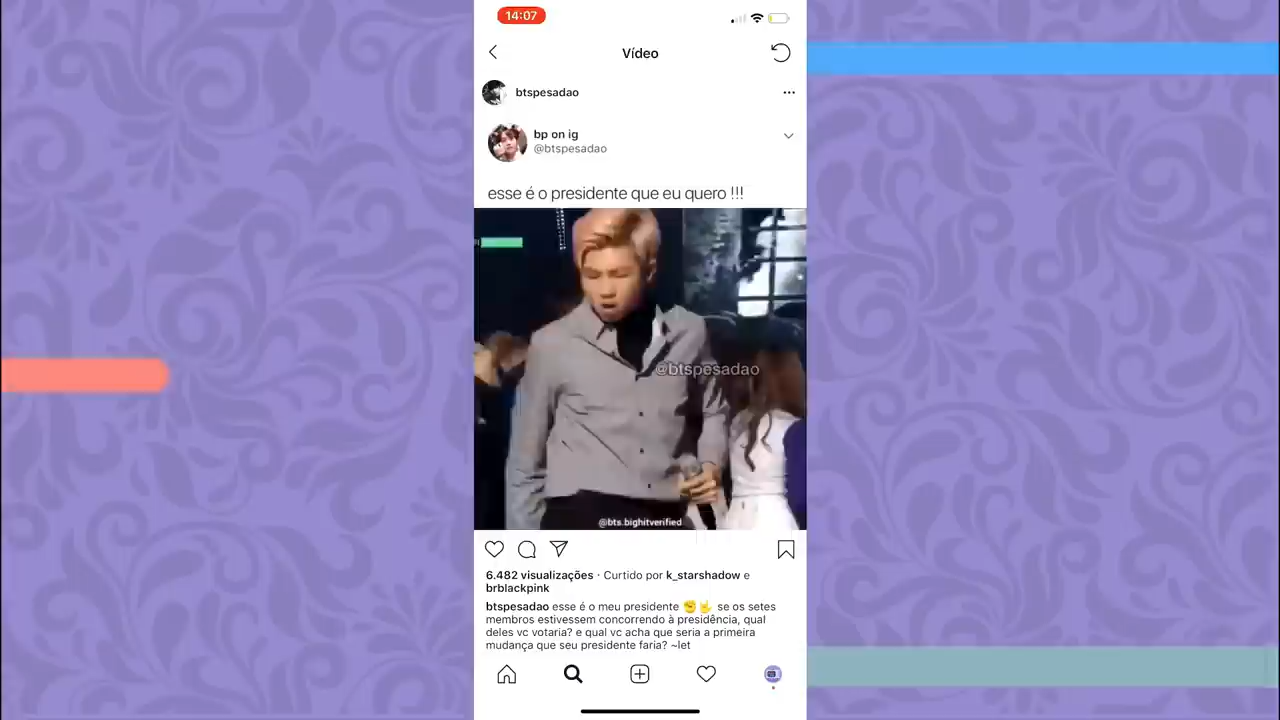 14:07
Vídeo
btspesadao
bp on ig
@btspesadao
esse é o presidente que eu quero !!!
@btspesadao
@bts.bighitverified
6.482 visualizações · Curtido por k_starshadow e
brblackpink
btspesadao esse é o meu presidente ✊🤟 se os setes
membros estivessem concorrendo à presidência, qual
deles vc votaria? e qual vc acha que seria a primeira
mudança que seu presidente faria? ~let